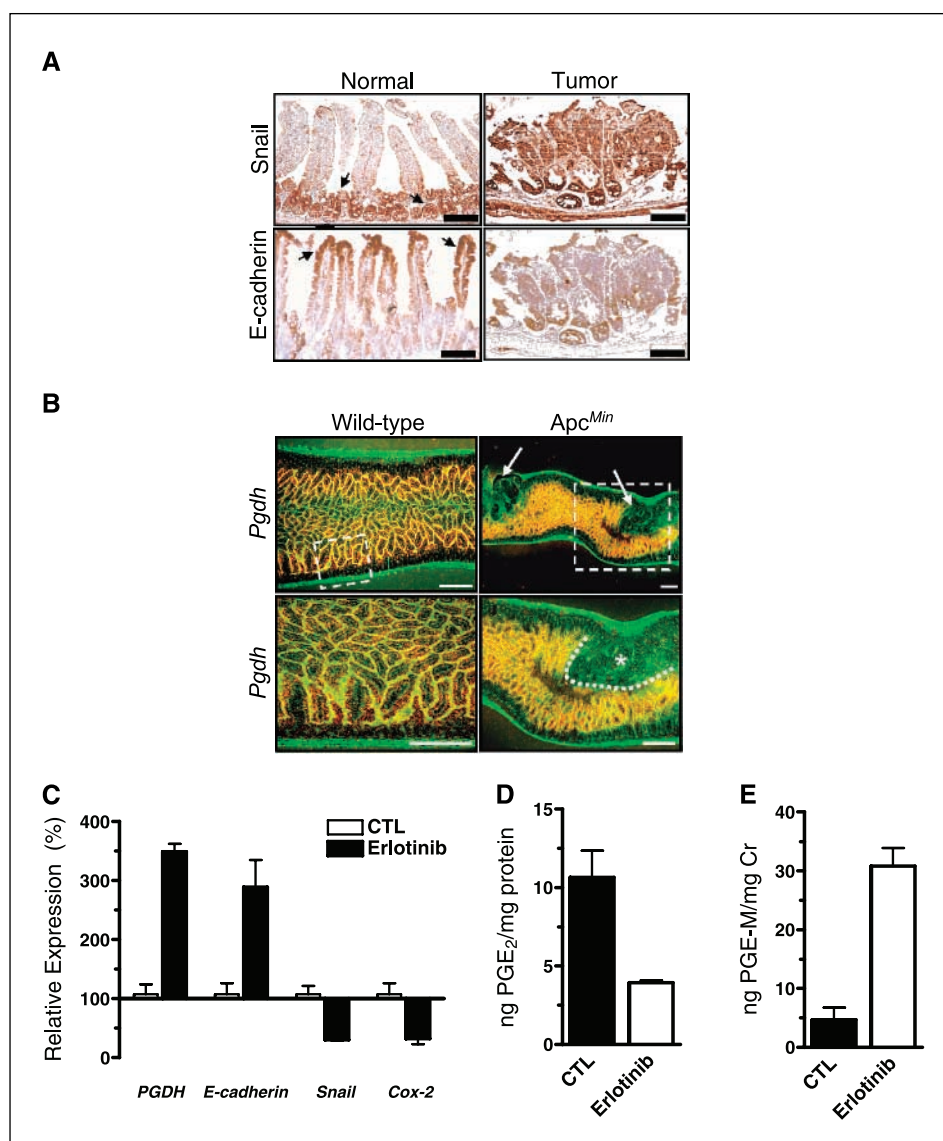 A
Normal Tumor
Snail
E-cadherin
B
Wild-type Apc^Min
Pgdh
Pgdh
*
C
Relative Expression (%)
400
300
200
100
0
CTL
Erlotinib
PGDH E-cadherin Snail Cox-2
D
ng PGE₂/mg protein
15
10
5
0
CTL
Erlotinib
E
ng PGE-M/mg Cr
40
30
20
10
0
CTL
Erlotinib